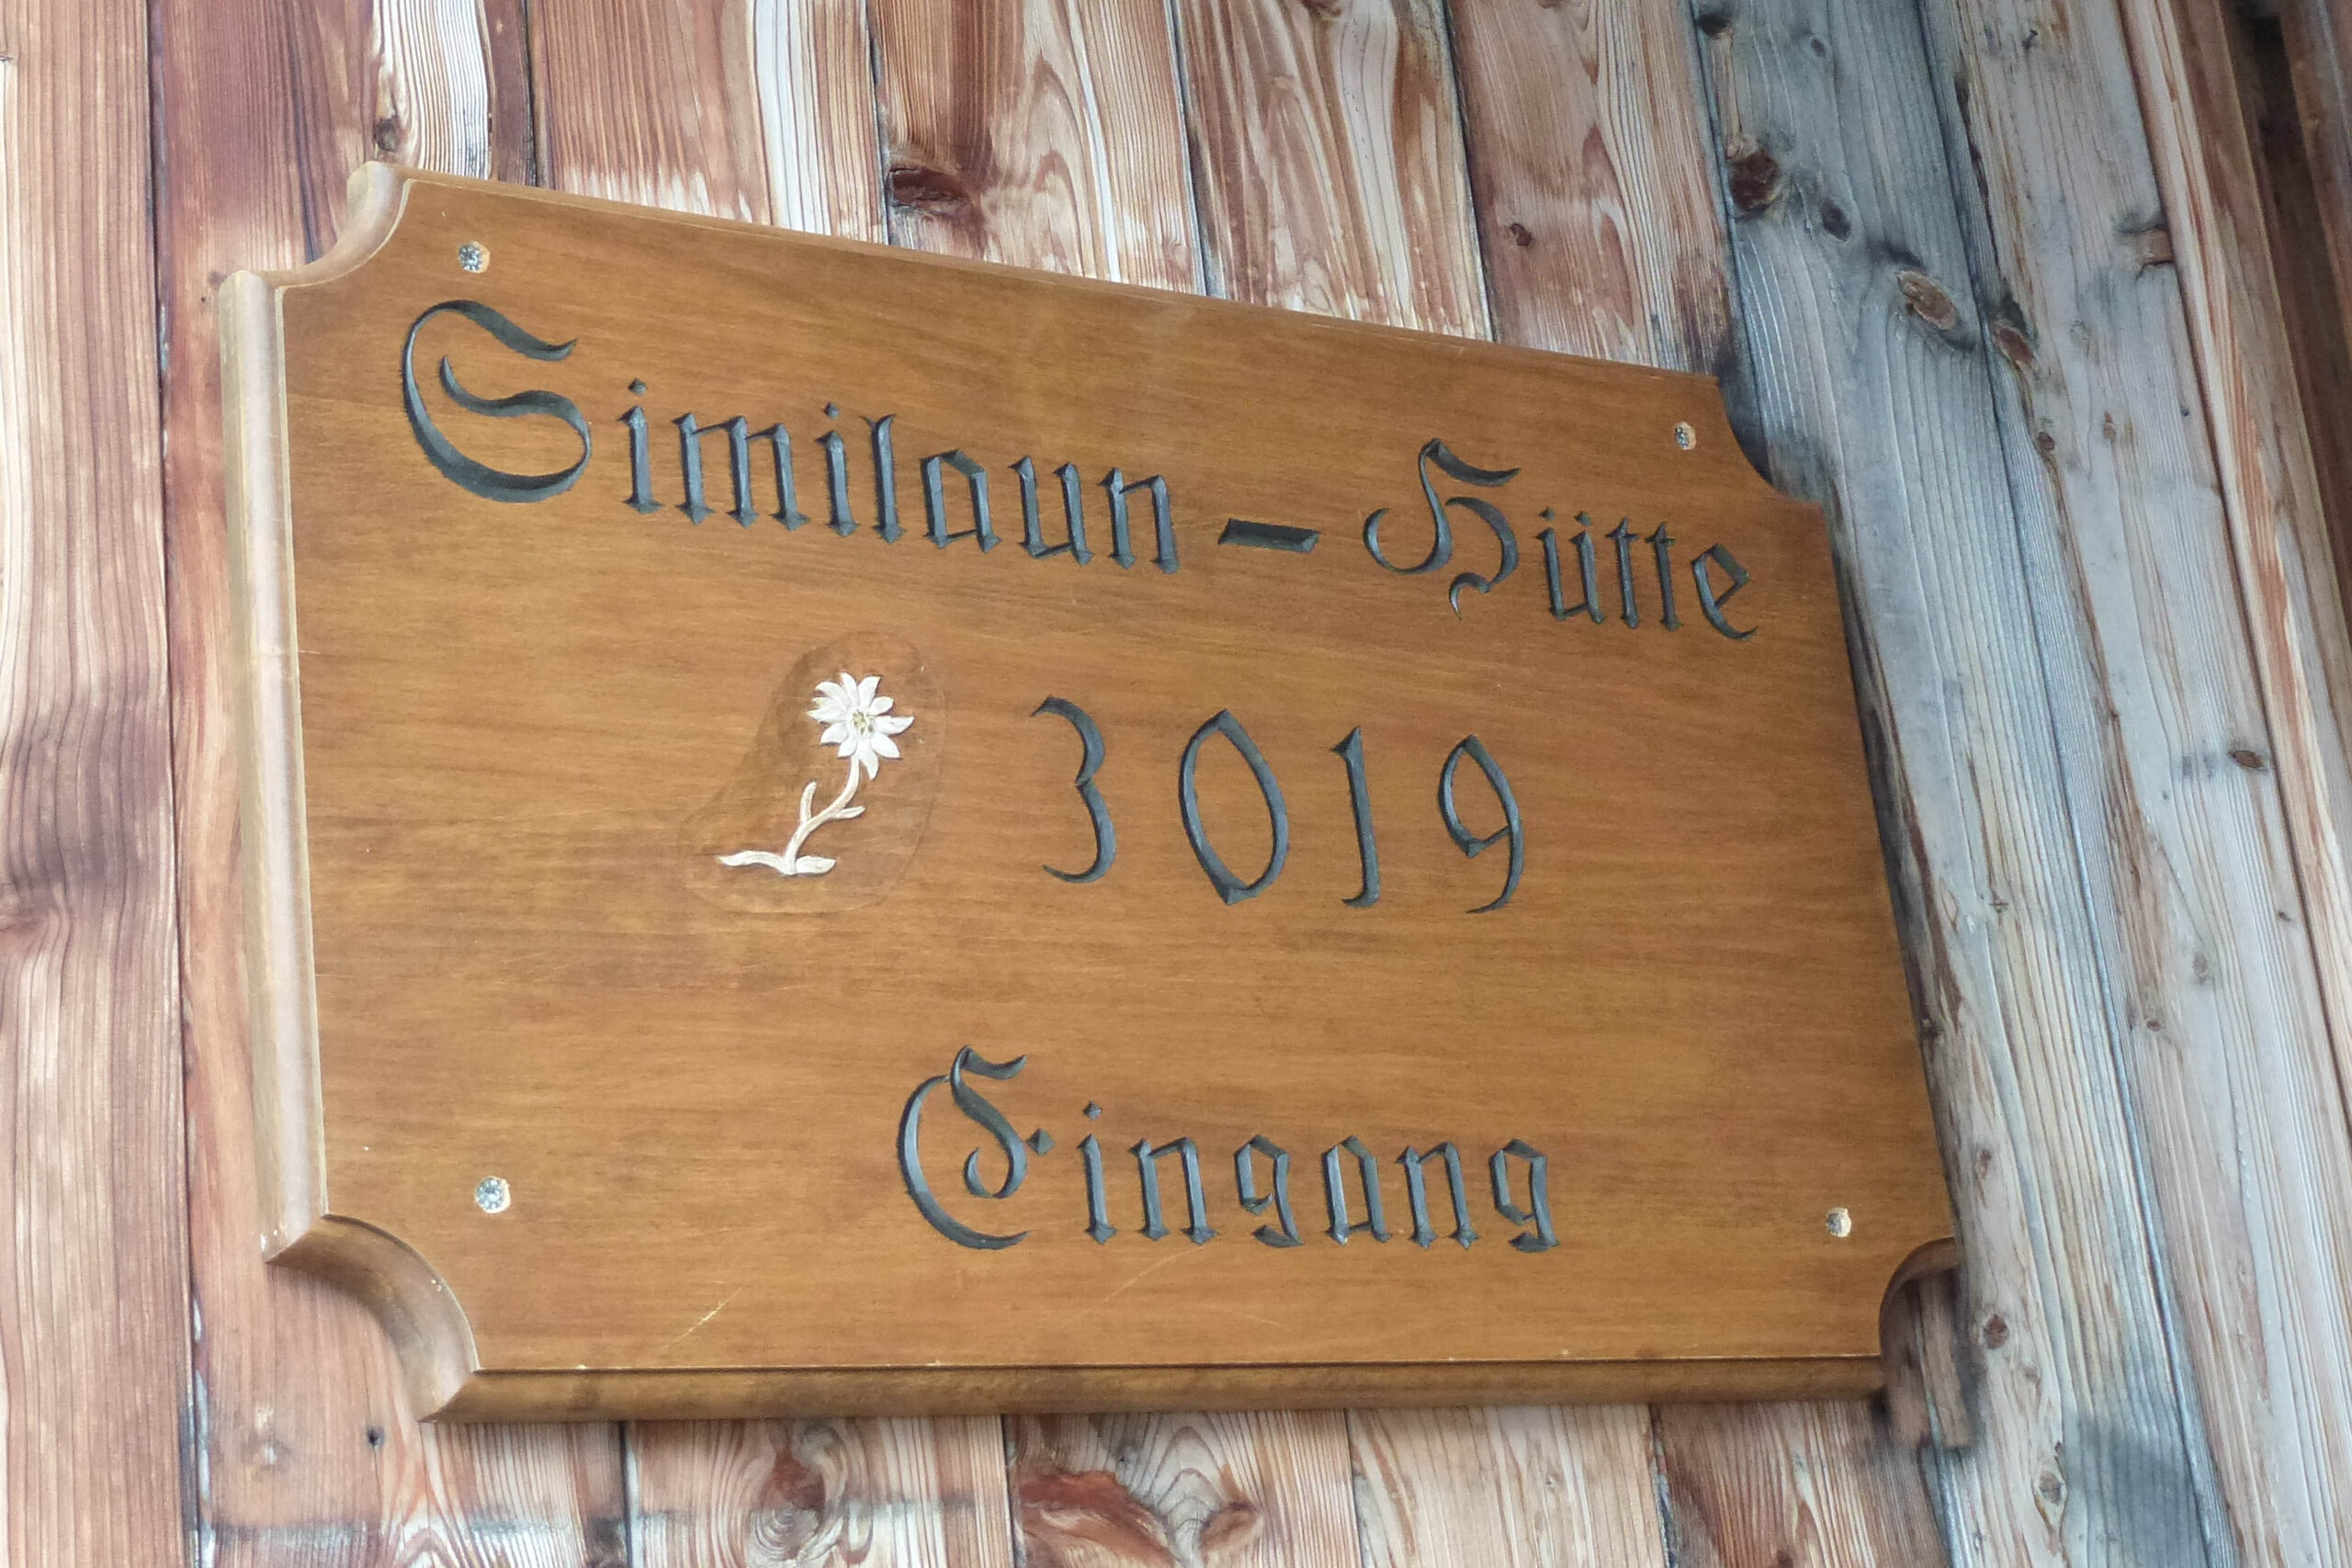 Similaun - Hütte
3019
Eingang